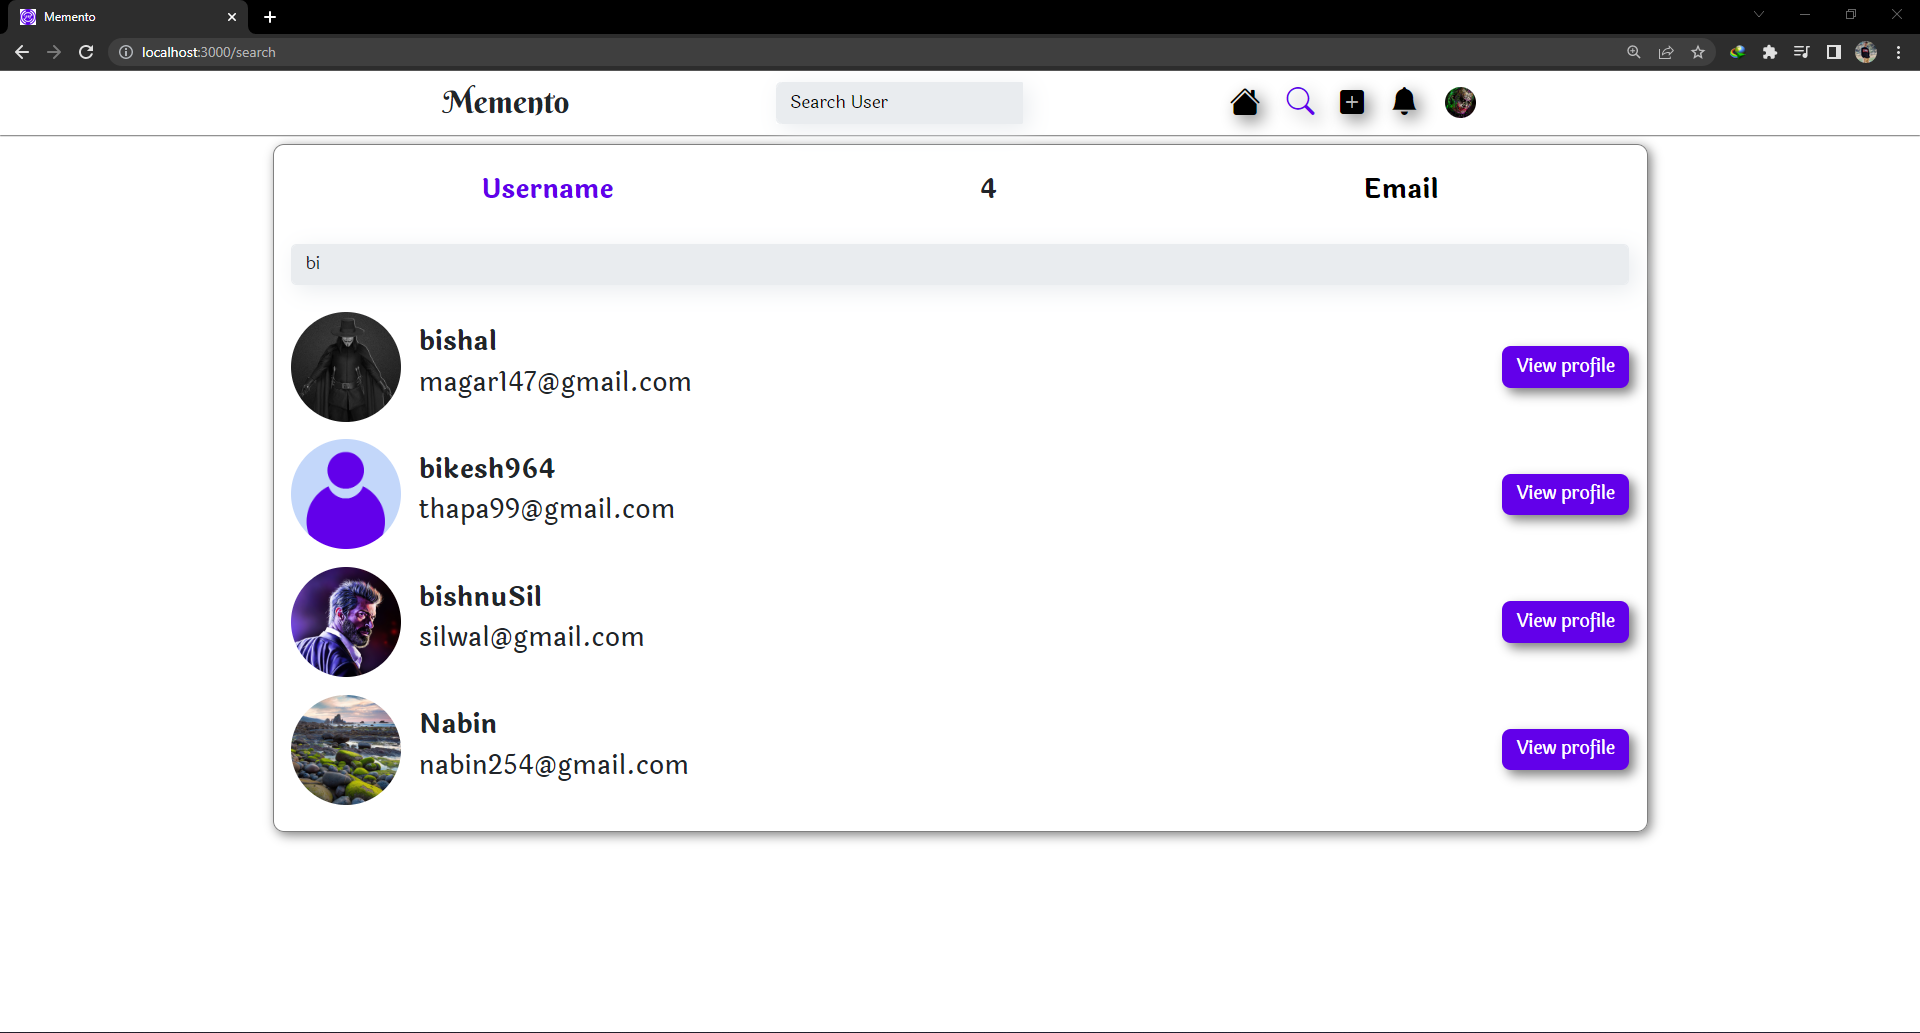 Memento
localhost:3000/search
Memento
Search User
Username
4
Email
bi
bishal
magar147@gmail.com
View profile
bikesh964
thapa99@gmail.com
View profile
bishnuSil
silwal@gmail.com
View profile
Nabin
nabin254@gmail.com
View profile